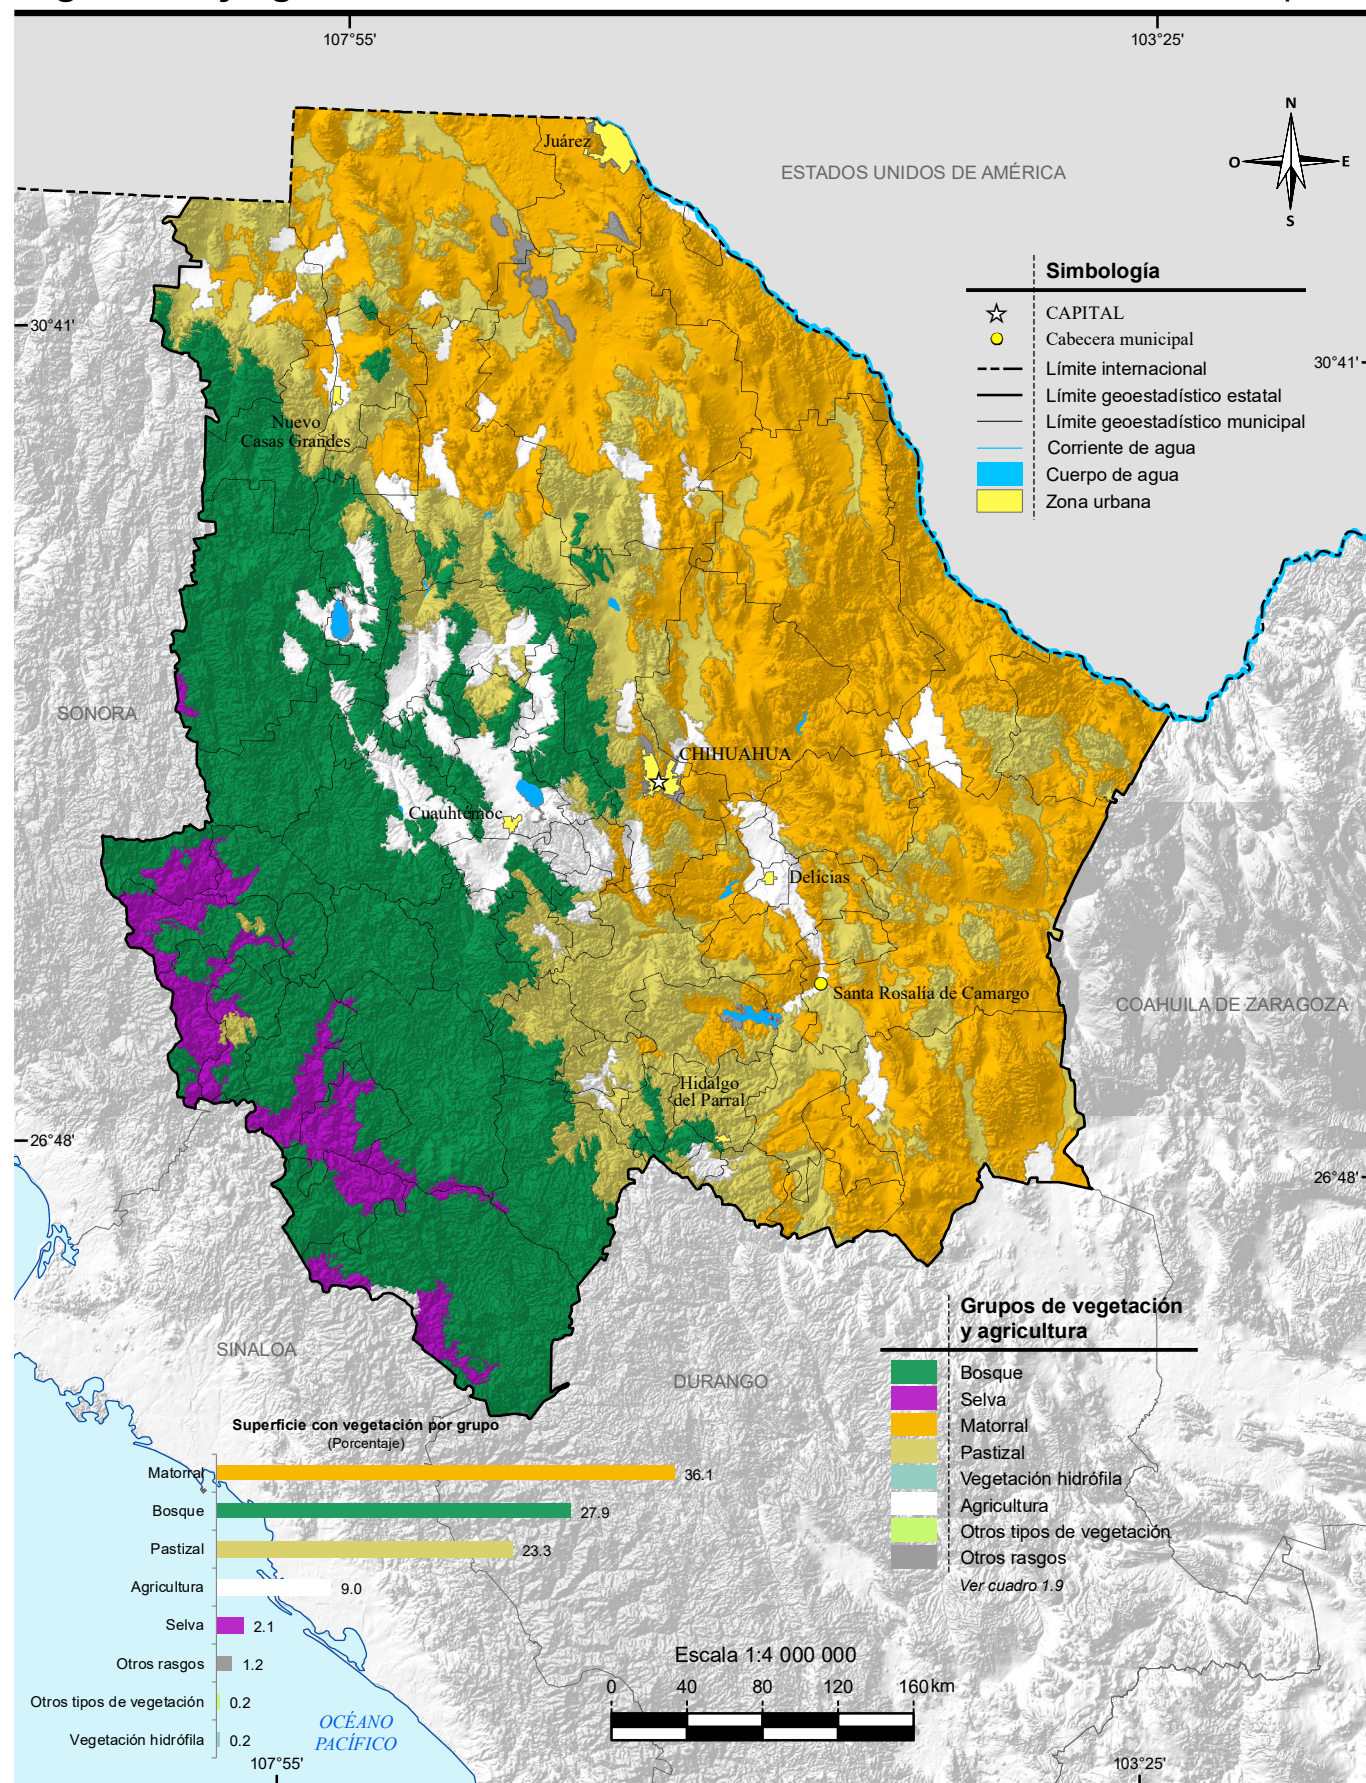 107°55'
103°25'
N
O
E
S
Juárez
ESTADOS UNIDOS DE AMÉRICA
Simbología
CAPITAL
Cabecera municipal
Límite internacional
Límite geoestadístico estatal
Límite geoestadístico municipal
Corriente de agua
Cuerpo de agua
Zona urbana
30°41'
30°41'
Nuevo
Casas Grandes
SONORA
CHIHUAHUA
Cuauhtémoc
Delicias
Santa Rosalía de Camargo
COAHUILA DE ZARAGOZA
Hidalgo
del Parral
26°48'
26°48'
SINALOA
DURANGO
Grupos de vegetación
y agricultura
Bosque
Selva
Matorral
Pastizal
Vegetación hidrófila
Agricultura
Otros tipos de vegetación
Otros rasgos
Ver cuadro 1.9
Superficie con vegetación por grupo
(Porcentaje)
Matorral 36.1
Bosque 27.9
Pastizal 23.3
Agricultura 9.0
Selva 2.1
Otros rasgos 1.2
Otros tipos de vegetación 0.2
Vegetación hidrófila 0.2
OCÉANO
PACÍFICO
Escala 1:4 000 000
0 40 80 120 160 km
107°55'
103°25'